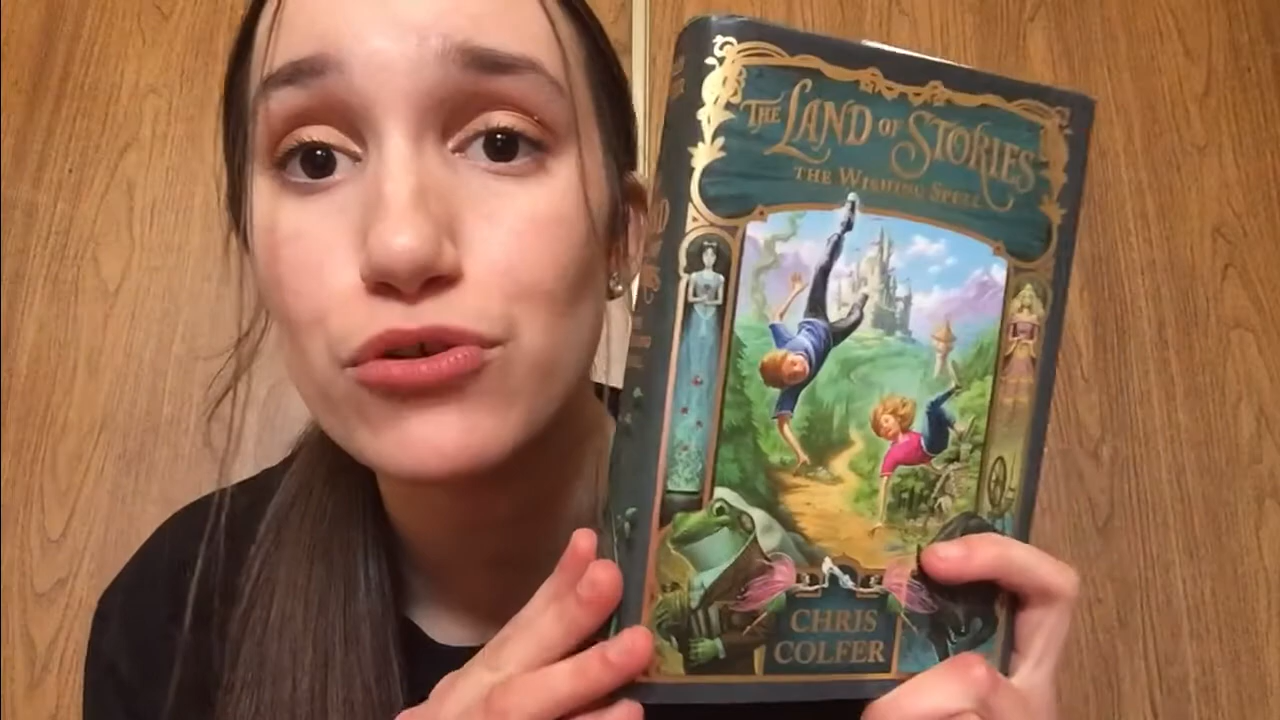 THE LAND OF STORIES
THE WISHING SPELL
CHRIS
COLFER